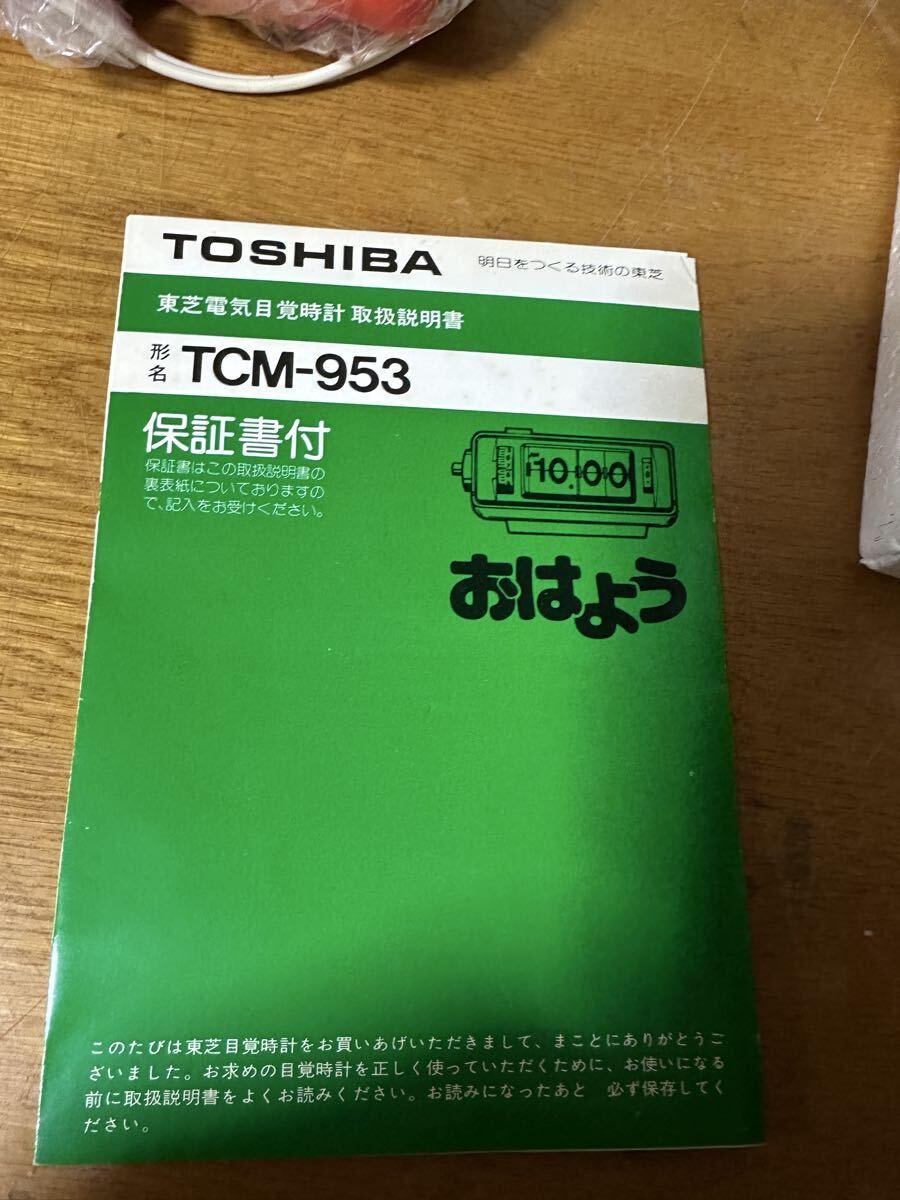 TOSHIBA 明日をつくる技術の東芝
東芝電気目覚時計 取扱説明書
形名 TCM-953
保証書付
保証書はこの取扱説明書の
裏表紙についておりますの
で、記入をお受けください。
10:00
おはよう
このたびは東芝目覚時計をお買いあげいただきまして、まことにありがとうご
ざいました。お求めの目覚時計を正しく使っていただくために、お使いになる
前に取扱説明書をよくお読みください。お読みになったあと 必ず保存してく
ださい。